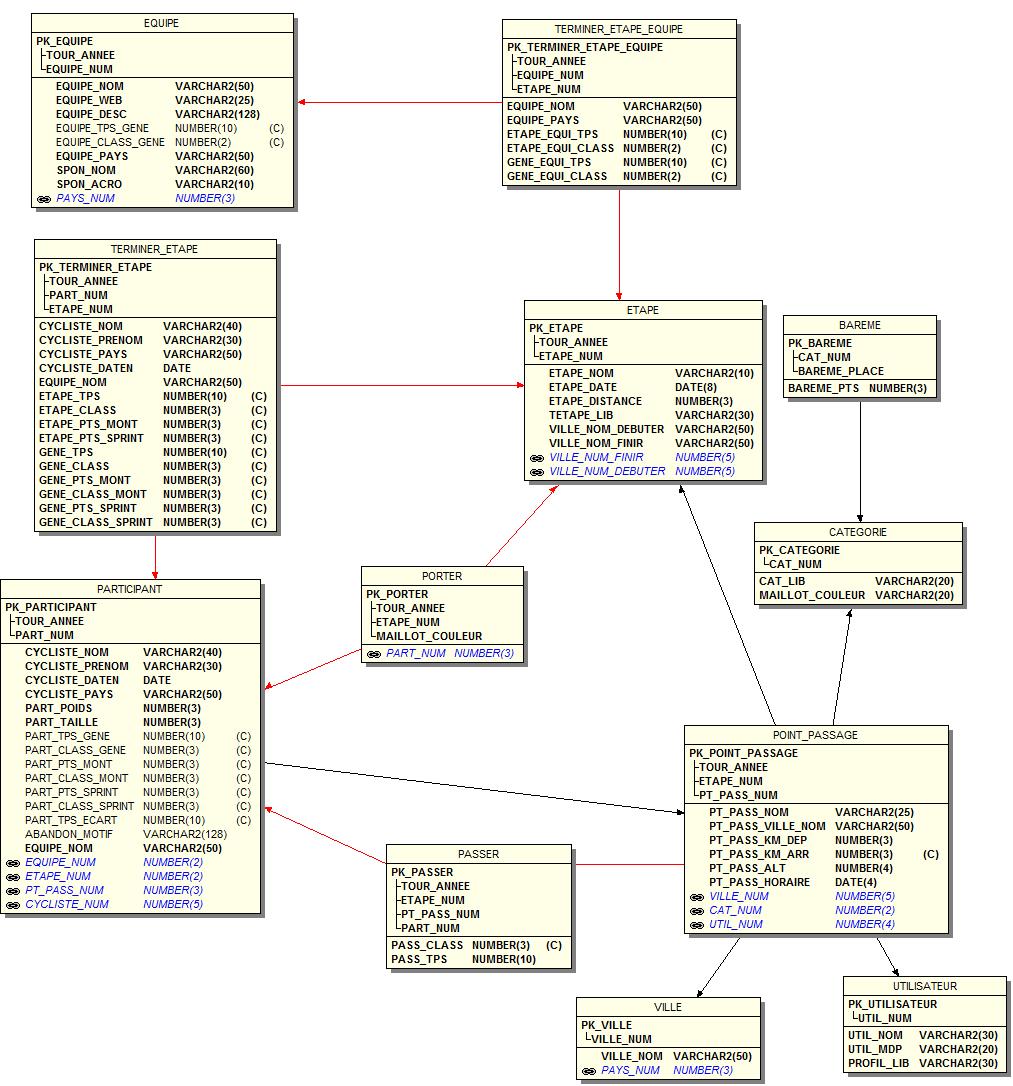 EQUIPE
PK_EQUIPE
TOUR_ANNEE
EQUIPE_NUM
EQUIPE_NOM VARCHAR2(50)
EQUIPE_WEB VARCHAR2(25)
EQUIPE_DESC VARCHAR2(128)
EQUIPE_TPS_GENE NUMBER(10) (C)
EQUIPE_CLASS_GENE NUMBER(2) (C)
EQUIPE_PAYS VARCHAR2(50)
SPON_NOM VARCHAR2(60)
SPON_ACRO VARCHAR2(10)
PAYS_NUM NUMBER(3)
TERMINER_ETAPE_EQUIPE
PK_TERMINER_ETAPE_EQUIPE
TOUR_ANNEE
EQUIPE_NUM
ETAPE_NUM
EQUIPE_NOM VARCHAR2(50)
EQUIPE_PAYS VARCHAR2(50)
ETAPE_EQUI_TPS NUMBER(10) (C)
ETAPE_EQUI_CLASS NUMBER(2) (C)
GENE_EQUI_TPS NUMBER(10) (C)
GENE_EQUI_CLASS NUMBER(2) (C)
TERMINER_ETAPE
PK_TERMINER_ETAPE
TOUR_ANNEE
PART_NUM
ETAPE_NUM
CYCLISTE_NOM VARCHAR2(40)
CYCLISTE_PRENOM VARCHAR2(30)
CYCLISTE_PAYS VARCHAR2(50)
CYCLISTE_DATEN DATE
EQUIPE_NOM VARCHAR2(50)
ETAPE_TPS NUMBER(10) (C)
ETAPE_CLASS NUMBER(3) (C)
ETAPE_PTS_MONT NUMBER(3) (C)
ETAPE_PTS_SPRINT NUMBER(3) (C)
GENE_TPS NUMBER(10) (C)
GENE_CLASS NUMBER(3) (C)
GENE_PTS_MONT NUMBER(3) (C)
GENE_CLASS_MONT NUMBER(3) (C)
GENE_PTS_SPRINT NUMBER(3) (C)
GENE_CLASS_SPRINT NUMBER(3) (C)
ETAPE
PK_ETAPE
TOUR_ANNEE
ETAPE_NUM
ETAPE_NOM VARCHAR2(10)
ETAPE_DATE DATE(8)
ETAPE_DISTANCE NUMBER(3)
TETAPE_LIB VARCHAR2(30)
VILLE_NOM_DEBUTER VARCHAR2(50)
VILLE_NOM_FINIR VARCHAR2(50)
VILLE_NUM_FINIR NUMBER(5)
VILLE_NUM_DEBUTER NUMBER(5)
BAREME
PK_BAREME
CAT_NUM
BAREME_PLACE
BAREME_PTS NUMBER(3)
CATEGORIE
PK_CATEGORIE
CAT_NUM
CAT_LIB VARCHAR2(20)
MAILLOT_COULEUR VARCHAR2(20)
PORTER
PK_PORTER
TOUR_ANNEE
ETAPE_NUM
MAILLOT_COULEUR
PART_NUM NUMBER(3)
PARTICIPANT
PK_PARTICIPANT
TOUR_ANNEE
PART_NUM
CYCLISTE_NOM VARCHAR2(40)
CYCLISTE_PRENOM VARCHAR2(30)
CYCLISTE_DATEN DATE
CYCLISTE_PAYS VARCHAR2(50)
PART_POIDS NUMBER(3)
PART_TAILLE NUMBER(3)
PART_TPS_GENE NUMBER(10) (C)
PART_CLASS_GENE NUMBER(3) (C)
PART_PTS_MONT NUMBER(3) (C)
PART_CLASS_MONT NUMBER(3) (C)
PART_PTS_SPRINT NUMBER(3) (C)
PART_CLASS_SPRINT NUMBER(3) (C)
PART_TPS_ECART NUMBER(10) (C)
ABANDON_MOTIF VARCHAR2(128)
EQUIPE_NOM VARCHAR2(50)
EQUIPE_NUM NUMBER(2)
ETAPE_NUM NUMBER(2)
PT_PASS_NUM NUMBER(3)
CYCLISTE_NUM NUMBER(5)
POINT_PASSAGE
PK_POINT_PASSAGE
TOUR_ANNEE
ETAPE_NUM
PT_PASS_NUM
PT_PASS_NOM VARCHAR2(25)
PT_PASS_VILLE_NOM VARCHAR2(50)
PT_PASS_KM_DEP NUMBER(3)
PT_PASS_KM_ARR NUMBER(3) (C)
PT_PASS_ALT NUMBER(4)
PT_PASS_HORAIRE DATE(4)
VILLE_NUM NUMBER(5)
CAT_NUM NUMBER(2)
UTIL_NUM NUMBER(4)
PASSER
PK_PASSER
TOUR_ANNEE
ETAPE_NUM
PT_PASS_NUM
PART_NUM
PASS_CLASS NUMBER(3) (C)
PASS_TPS NUMBER(10)
VILLE
PK_VILLE
VILLE_NUM
VILLE_NOM VARCHAR2(50)
PAYS_NUM NUMBER(3)
UTILISATEUR
PK_UTILISATEUR
UTIL_NUM
UTIL_NOM VARCHAR2(30)
UTIL_MDP VARCHAR2(20)
PROFIL_LIB VARCHAR2(30)